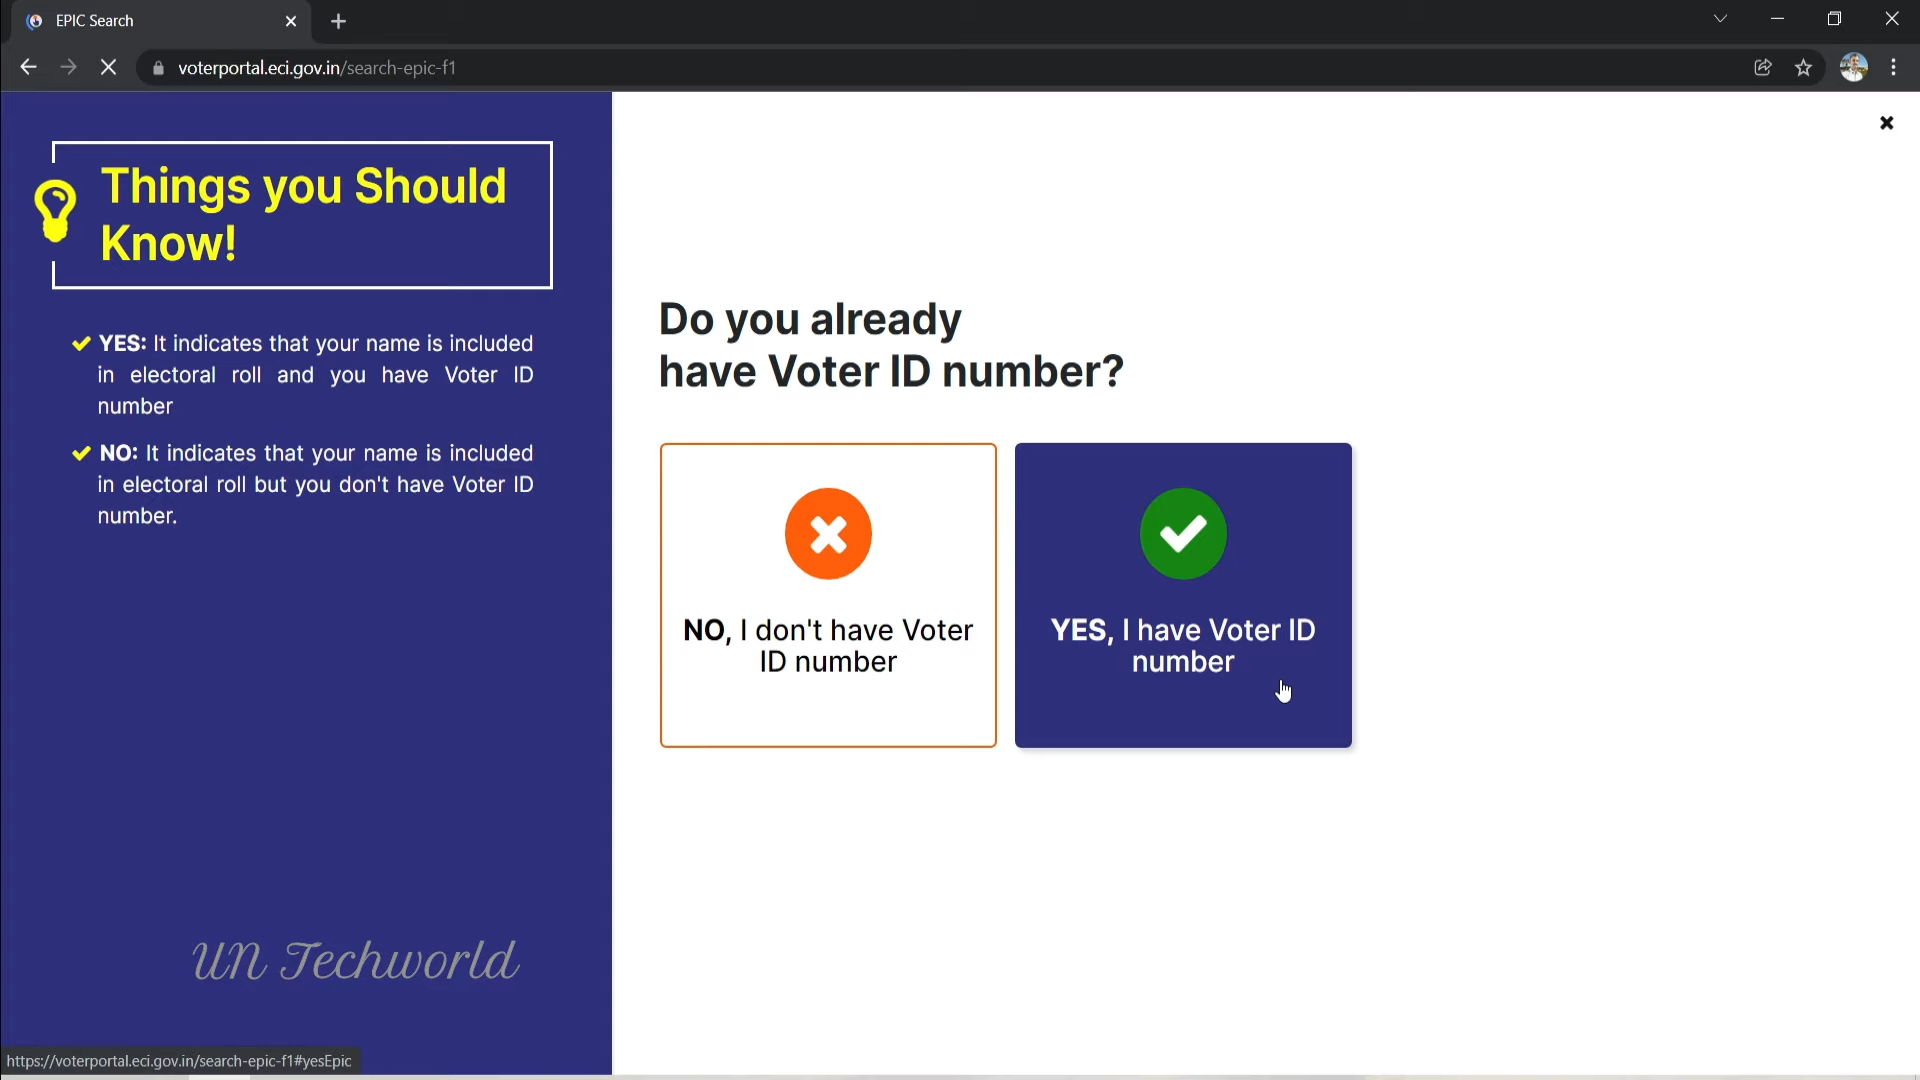 EPIC Search
voterportal.eci.gov.in/search-epic-f1
Things you Should
Know!
YES: It indicates that your name is included
in electoral roll and you have Voter ID
number
NO: It indicates that your name is included
in electoral roll but you don't have Voter ID
number.
Do you already
have Voter ID number?
NO, I don't have Voter
ID number
YES, I have Voter ID
number
UN Techworld
https://voterportal.eci.gov.in/search-epic-f1#yesEpic